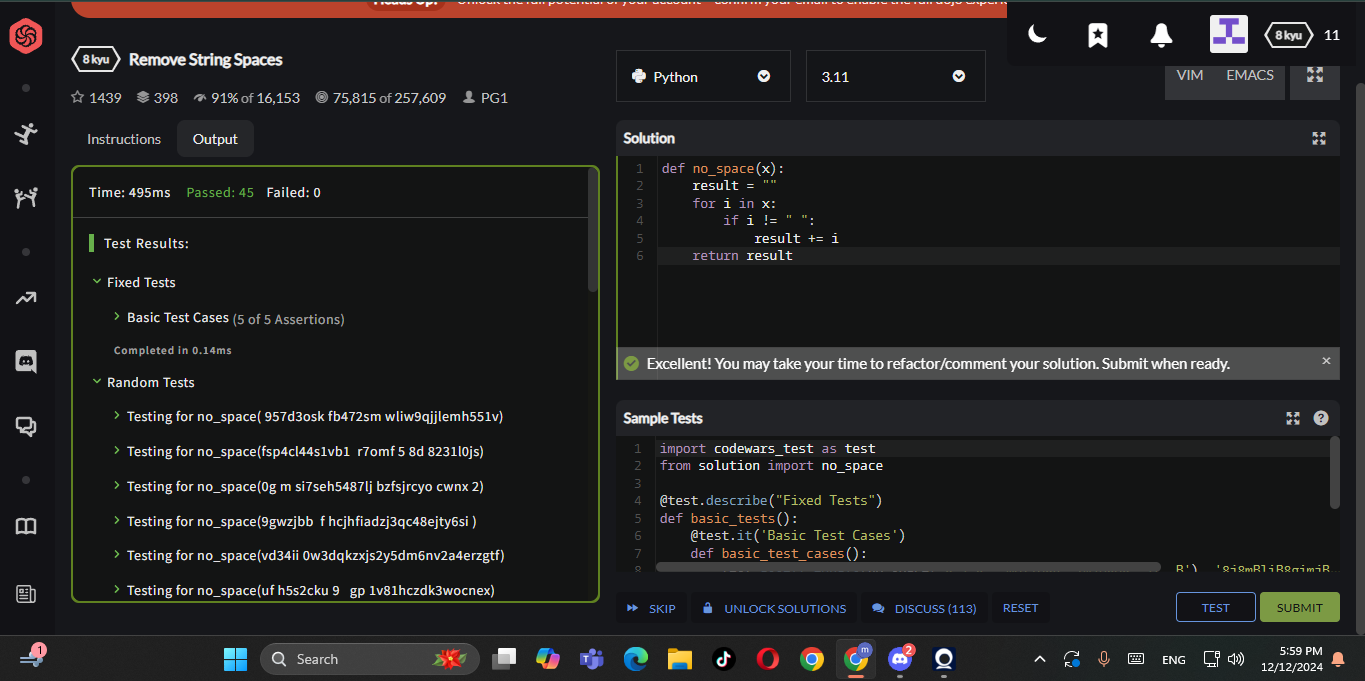 Heads Up! Unlock the full potential of your account - confirm your email to enable the full dojo
8 kyu
11
8 kyu Remove String Spaces
1439 398 91% of 16,153 75,815 of 257,609 PG1
Python
3.11
VIM EMACS
Instructions Output
Time: 495ms Passed: 45 Failed: 0
Test Results:
Fixed Tests
Basic Test Cases (5 of 5 Assertions)
Completed in 0.14ms
Random Tests
Testing for no_space( 957d3osk fb472sm wliw9qjjlemh551v)
Testing for no_space(fsp4cl44s1vb1  r7omf 5 8d 8231l0js)
Testing for no_space(0g m si7seh5487lj bzfsjrcyo cwnx 2)
Testing for no_space(9gwzjbb  f hcjhfiadzj3qc48ejty6si )
Testing for no_space(vd34ii 0w3dqkzxjs2y5dm6nv2a4erzgtf)
Testing for no_space(uf h5s2cku 9   gp 1v81hczdk3wocnex)
Solution
1 def no_space(x):
2     result = ""
3     for i in x:
4         if i != " ":
5             result += i
6     return result
Excellent! You may take your time to refactor/comment your solution. Submit when ready.
Sample Tests
1 import codewars_test as test
2 from solution import no_space
3
4 @test.describe("Fixed Tests")
5 def basic_tests():
6     @test.it('Basic Test Cases')
7     def basic_test_cases():
8
SKIP UNLOCK SOLUTIONS DISCUSS (113) RESET
TEST SUBMIT
1
Search
m
2
ENG
5:59 PM
12/12/2024